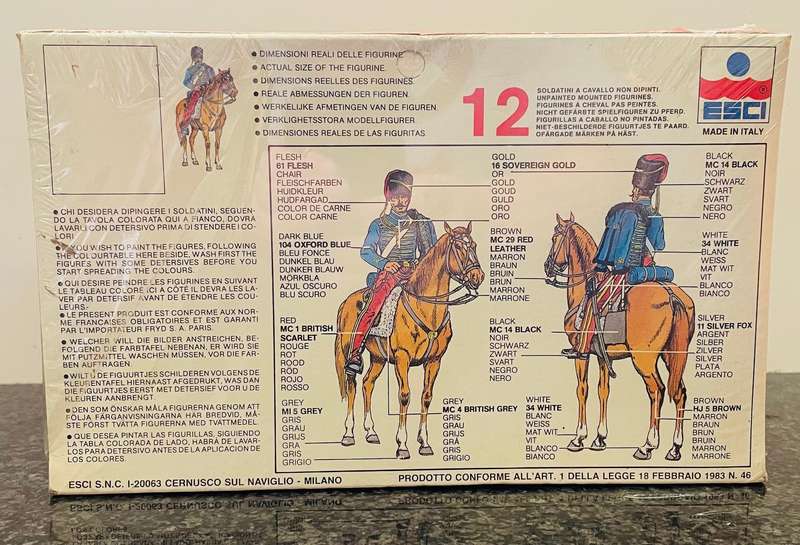 • DIMENSIONI REALI DELLE FIGURINE
• ACTUAL SIZE OF THE FIGURINE.
• DIMENSIONS REELLES DES FIGURINES
• REALE ABMESSUNGEN DER FIGUREN.
• WERKELIJKE AFMETINGEN VAN DE FIGUREN.
• VERKLIGHETSSTORA MODELLFIGURER
• DIMENSIONES REALES DE LAS FIGURITAS
12
SOLDATINI A CAVALLO NON DIPINTI.
UNPAINTED MOUNTED FIGURINES.
FIGURINES À CHEVAL PAS PEINTES.
NICHT GEFÄRBTE SPIELFIGUREN ZU PFERD.
FIGURILLAS A CABALLO NO PINTADAS.
NIET-BESCHILDERDE FIGUURTJES TE PAARD.
OFÄRGADE MÄRKEN PÅ HÄST.
ESCI
®
MADE IN ITALY
• CHI DESIDERA DIPINGERE I SOLDATINI, SEGUEN-
DO LA TAVOLA COLORATA QUI A FIANCO, DOVRÀ
LAVARLI CON DETERSIVO PRIMA DI STENDERE I CO-
LORI
YOU WISH TO PAINT THE FIGURES, FOLLOWING
THE COLOURTABLE HERE BESIDE, WASH FIRST THE
FIGURES WITH SOME DETERSIVES BEFORE YOU
START SPREADING THE COLOURS.
• QUI DÉSIRE PEINDRE LES FIGURINES EN SUIVANT
LE TABLEAU COLORÉ CI A CÔTÉ IL DEVRA LES LA-
VER PAR DETERSIF AVANT DE ÉTENDRE LES COU-
LEURS.
• LE PRESENT PRODUIT EST CONFORME AUX NOR-
ME FRANÇAISES OBLIGATOIRES ET EST GARANTI
PAR L'IMPORTATEUR FRYD S. A. PARIS.
• WELCHER WILL DIE BILDER ANSTREICHEN, BE-
FOLGEND DIE FARBTAFEL NEBENAN, ER WIRD SIE
MIT PUTZMITTEL WASCHEN MÜSSEN, VOR DIE FAR-
BEN AUFTRAGEN
• WILT U DE FIGUURTJES SCHILDEREN VOLGENS DE
KLEURENTAFEL HIERNAAST AFGEDRUKT, WAS DAN
DIE FIGUURTJES EERST MET DETERSIEF VOOR U DE
KLEUREN AANBRENGT
• DEN SOM ÖNSKAR MÅLA FIGURERNA GENOM ATT
FÖLJA FÄRGANVISNINGARNA HÄR BREDVID, MÅ-
STE FÖRST TVÄTTA FIGURERNA MED TVÄTTMEDEL.
• QUE DESEA PINTAR LAS FIGURILLAS, SIGUIENDO
LA TABLA COLORADA DE LADO, HABRÀ DE LAVAR-
LOS PARA DETERSIVO ANTES DE LA APLICACION DE
LOS COLORES.
FLESH
61 FLESH
CHAIR
FLEISCHFARBEN
HUIDKLEUR
HUDFARGAD
COLOR DE CARNE
COLOR CARNE
GOLD
16 SOVEREIGN GOLD
OR
GOLD
GOUD
GULD
ORO
ORO
BLACK
MC 14 BLACK
NOIR
SCHWARZ
ZWART
SVART
NEGRO
NERO
DARK BLUE
104 OXFORD BLUE
BLEU FONCE
DUNKEL BLAU
DUNKER BLAUW
MÖRKBLA
AZUL OSCURO
BLU SCURO
BROWN
MC 29 RED
LEATHER
MARRON
BRAUN
BRUIN
BRUN
MARRON
MARRONE
WHITE
34 WHITE
BLANC
WEISS
MAT WIT
VIT
BLANCO
BIANCO
RED
MC 1 BRITISH
SCARLET
ROUGE
ROT
ROOD
RÖD
ROJO
ROSSO
BLACK
MC 14 BLACK
NOIR
SCHWARZ
ZWART
SVART
NEGRO
NERO
SILVER
11 SILVER FOX
ARGENT
SILBER
ZILVER
SILVER
PLATA
ARGENTO
GREY
MI 5 GREY
GRIS
GRAU
GRIJS
GRÅ
GRIS
GRIGIO
GREY
MC 4 BRITISH GREY
GRIS
GRAU
GRIJS
GRÅ
GRIS
GRIGIO
WHITE
34 WHITE
BLANC
WEISS
MAT WIT
VIT
BLANCO
BIANCO
BROWN
HJ 5 BROWN
MARRON
BRAUN
BRUIN
BRUN
MARRON
MARRONE
ESCI S.N.C. I-20063 CERNUSCO SUL NAVIGLIO - MILANO
PRODOTTO CONFORME ALL'ART. 1 DELLA LEGGE 18 FEBBRAIO 1983 N. 46